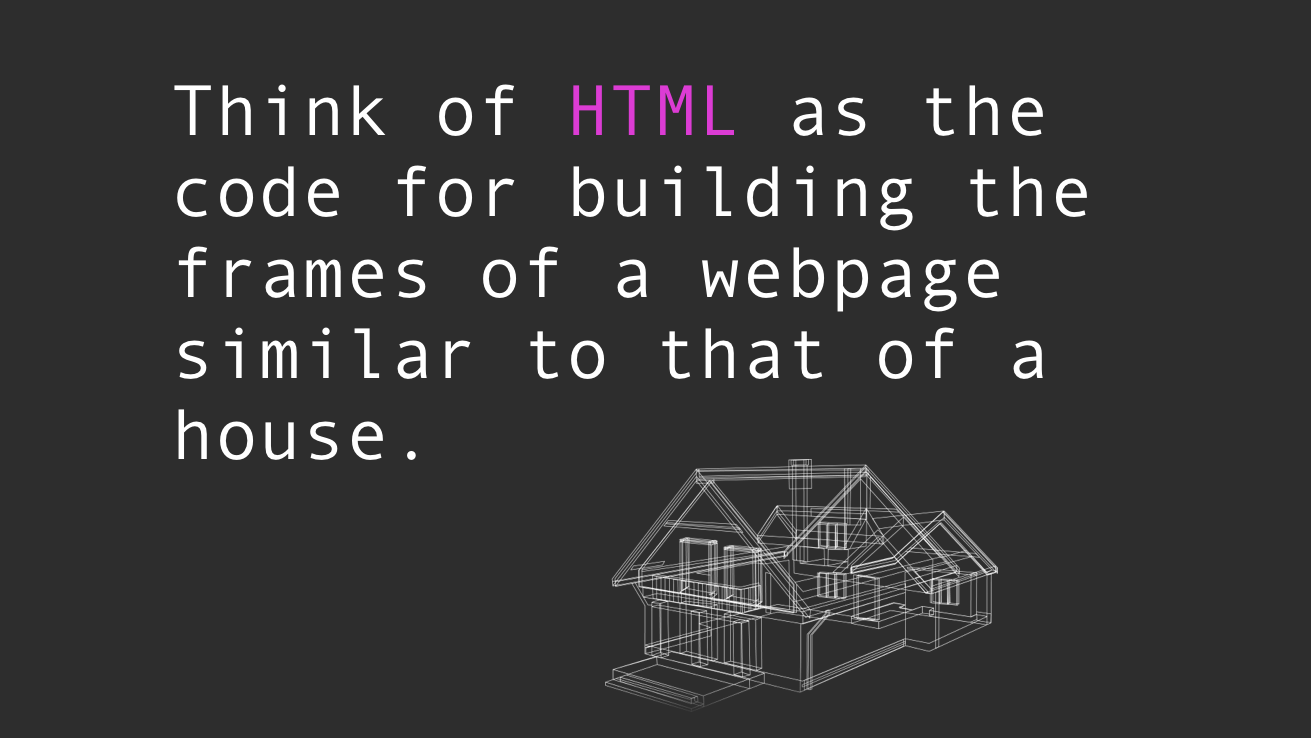 Think of HTML as the
code for building the
frames of a webpage
similar to that of a
house.